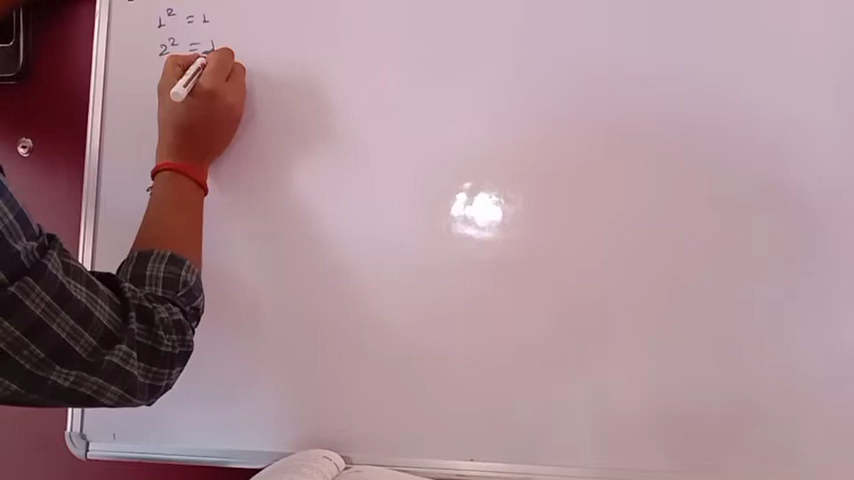 1² = 1
2² =